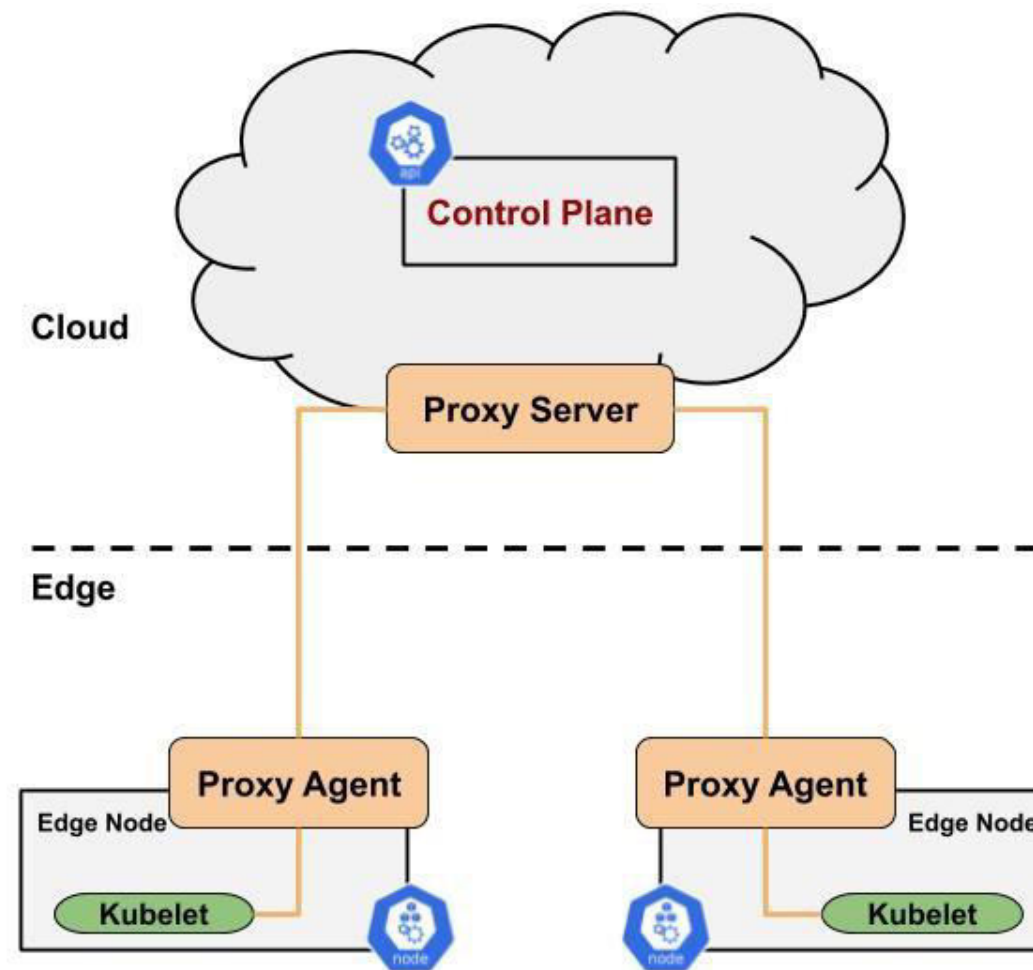 api
Control Plane
Cloud
Proxy Server
Edge
Proxy Agent
Proxy Agent
Edge Node
Edge Node
Kubelet
Kubelet
node
node